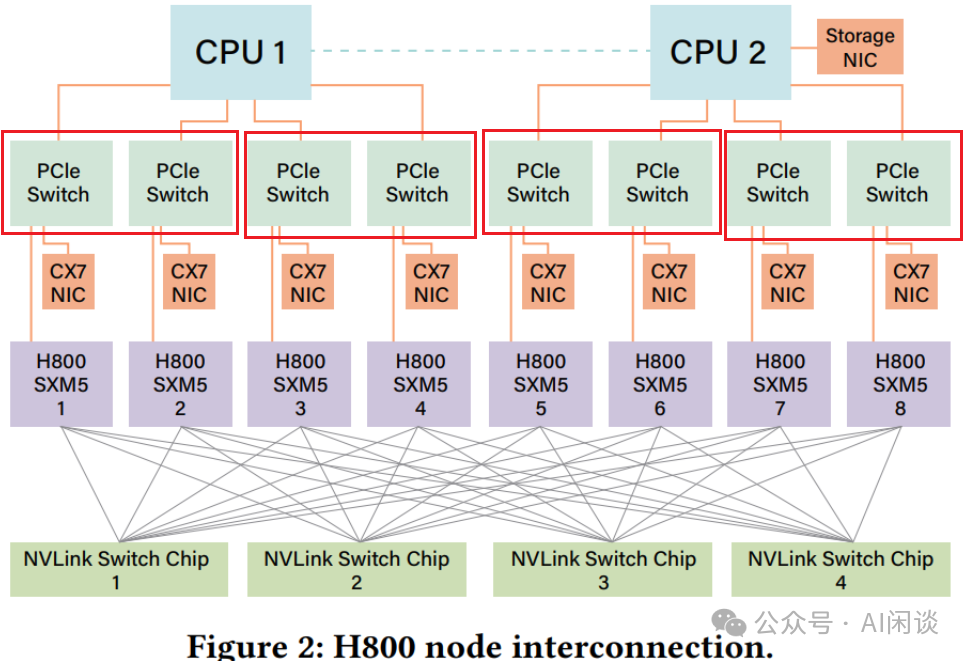 CPU 1
CPU 2
Storage
NIC
PCIe
Switch
PCIe
Switch
PCIe
Switch
PCIe
Switch
PCIe
Switch
PCIe
Switch
PCIe
Switch
PCIe
Switch
CX7
NIC
CX7
NIC
CX7
NIC
CX7
NIC
CX7
NIC
CX7
NIC
CX7
NIC
CX7
NIC
H800
SXM5
1
H800
SXM5
2
H800
SXM5
3
H800
SXM5
4
H800
SXM5
5
H800
SXM5
6
H800
SXM5
7
H800
SXM5
8
NVLink Switch Chip
1
NVLink Switch Chip
2
NVLink Switch Chip
3
NVLink Switch Chip
4
公众号 · AI闲谈
Figure 2: H800 node interconnection.